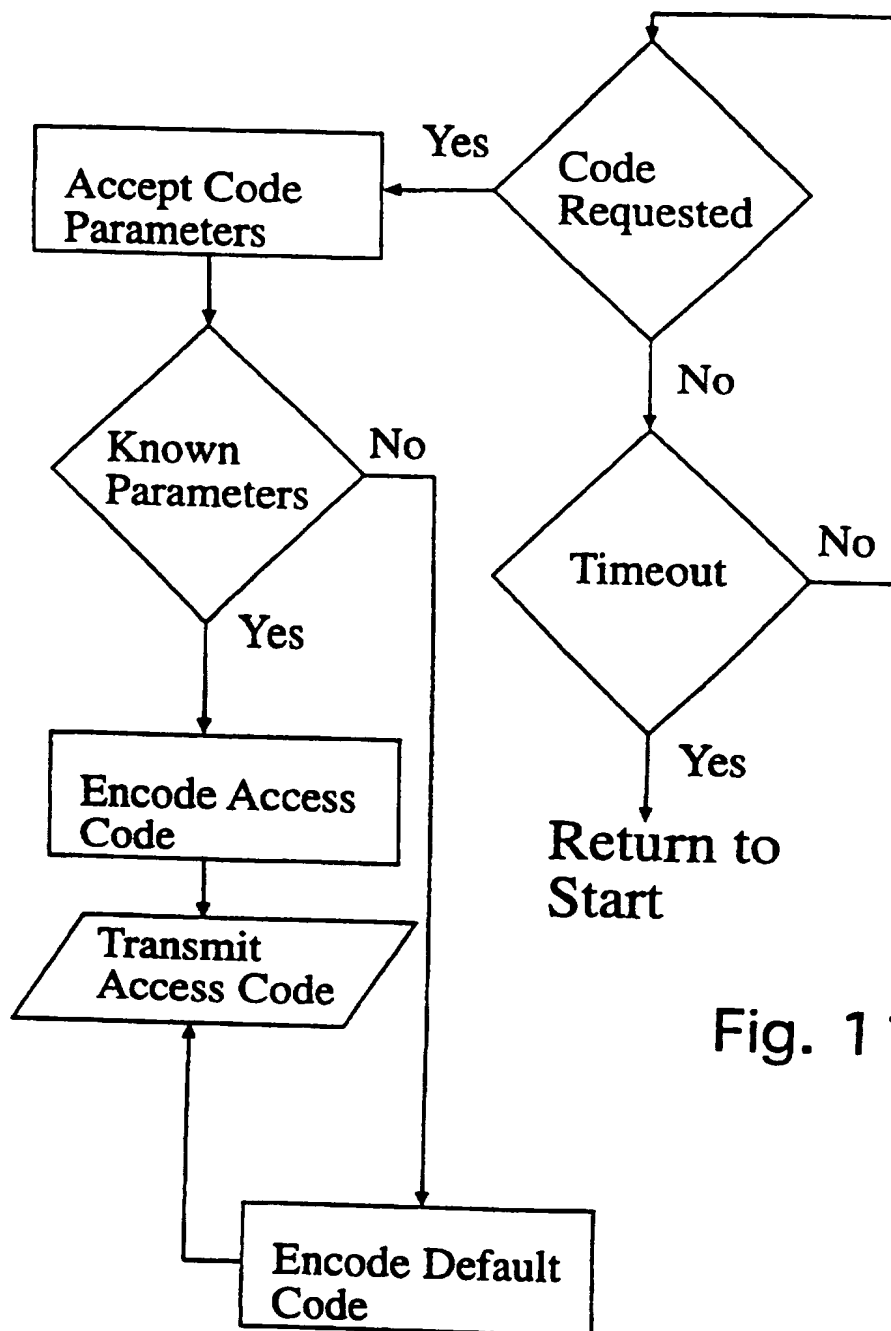 Code
Requested
Yes
Accept Code
Parameters
No
Known
Parameters
No
Timeout
No
Yes
Yes
Encode Access
Code
Return to
Start
Transmit
Access Code
Fig. 1
Encode Default
Code